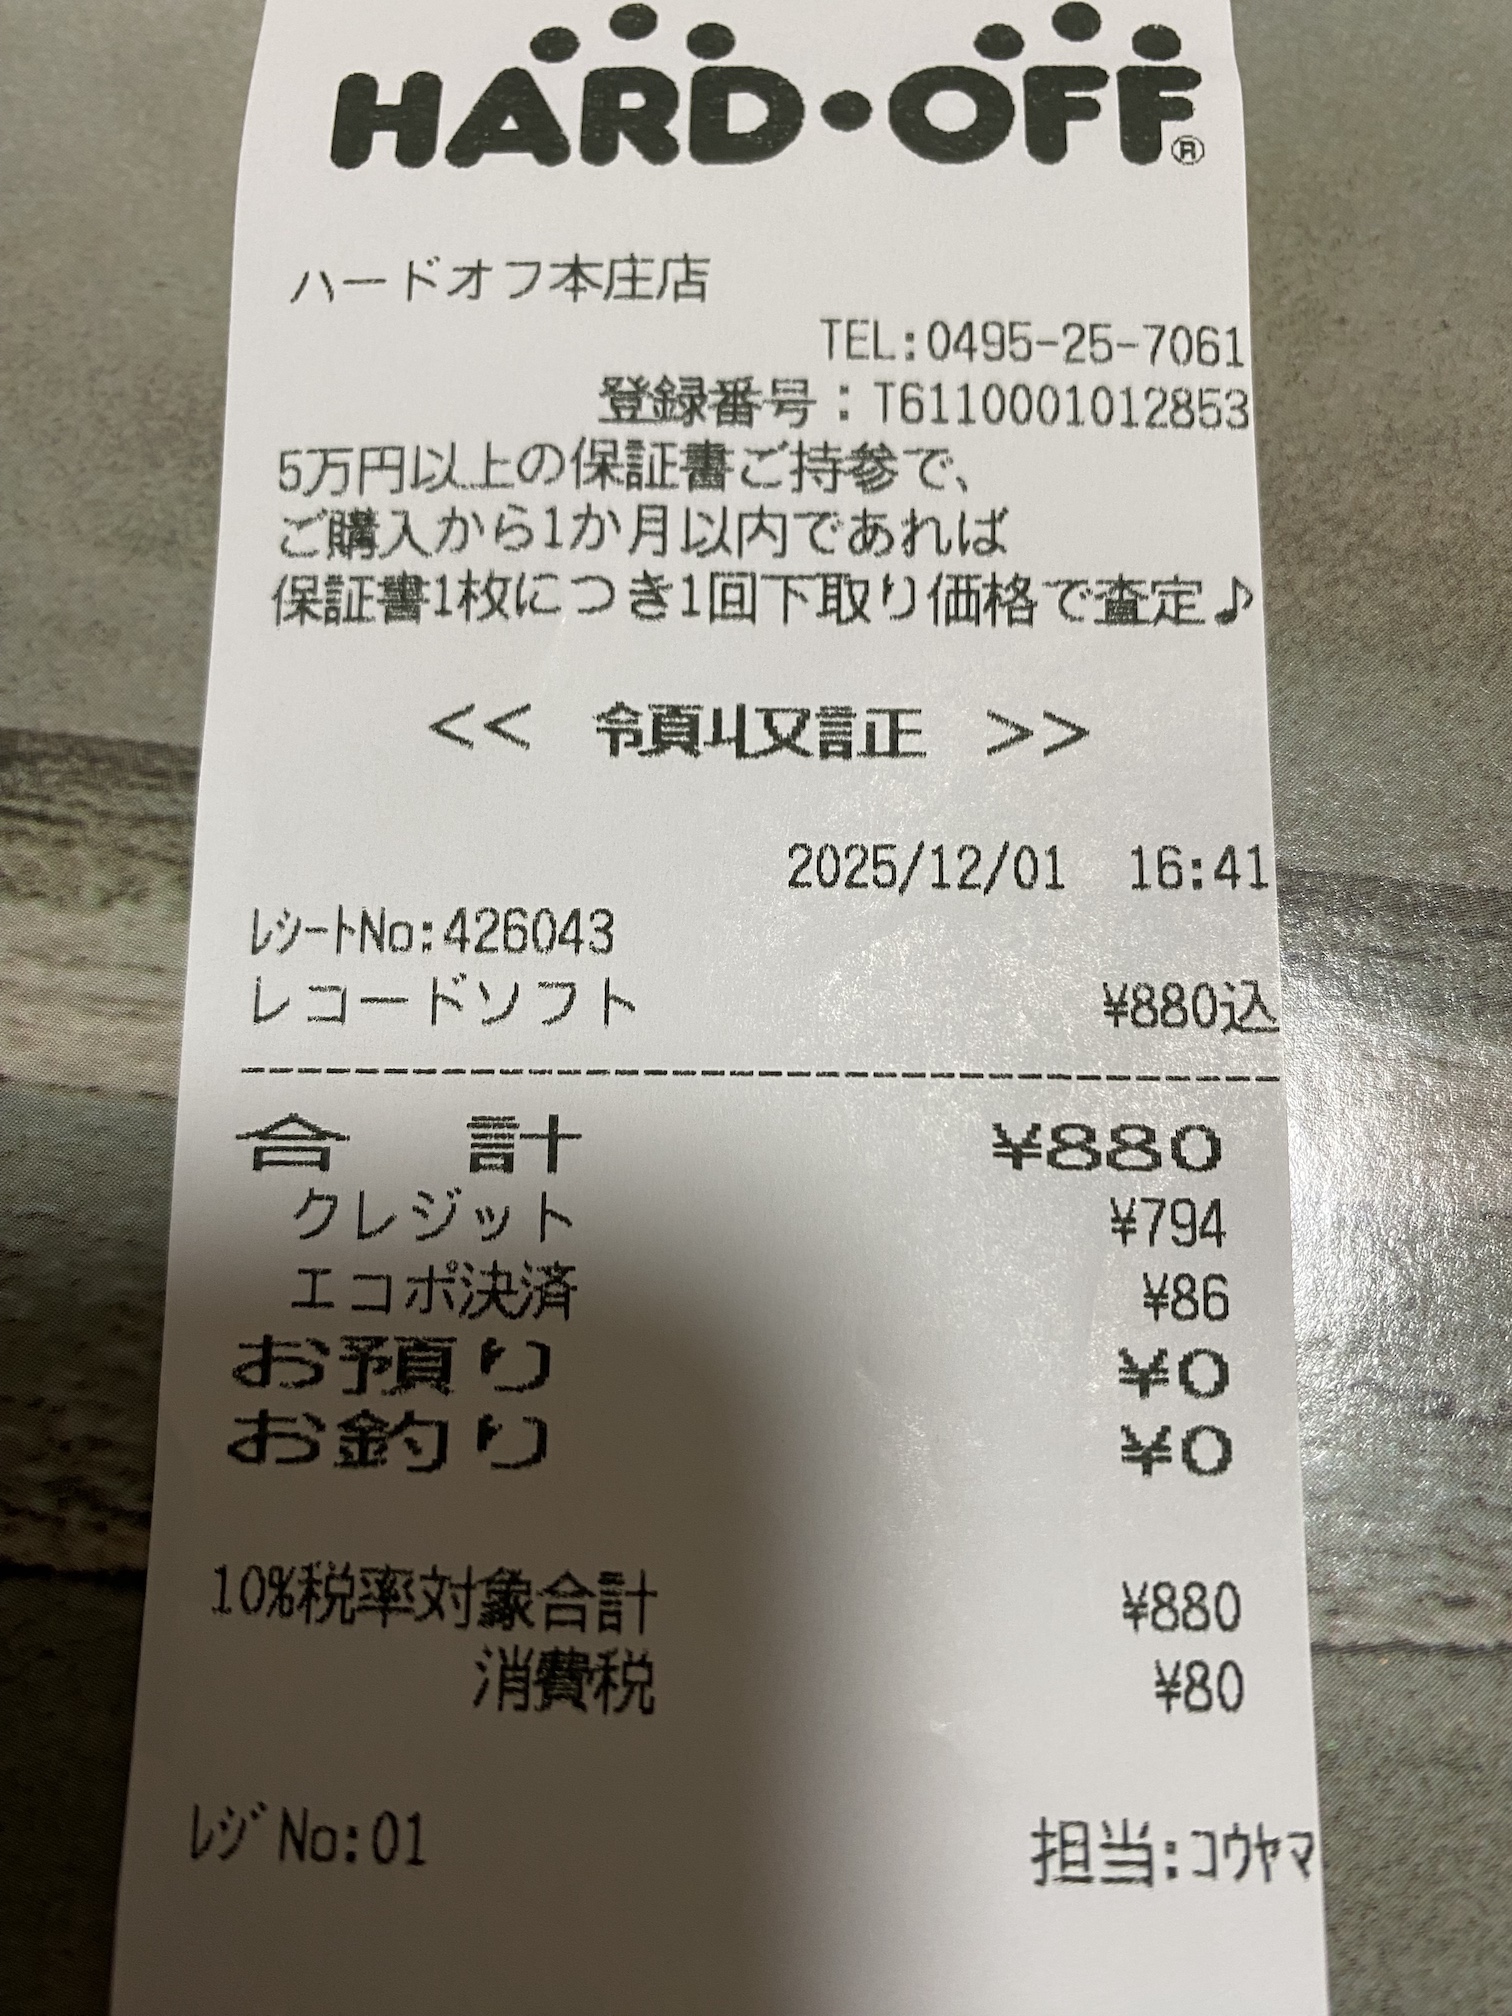 HARD・OFF®
ハードオフ本庄店
TEL:0495-25-7061
登録番号：T6110001012853
5万円以上の保証書ご持参で、
ご購入から1か月以内であれば
保証書1枚につき1回下取り価格で査定♪
<< 領収証 >>
2025/12/01 16:41
ﾚｼｰﾄNo:426043
レコードソフト ¥880込
--------------------------------
合 計 ¥880
クレジット ¥794
エコポ決済 ¥86
お預り ¥0
お釣り ¥0
10%税率対象合計 ¥880
消費税 ¥80
ﾚｼﾞNo:01 担当:ｺｳﾔﾏ